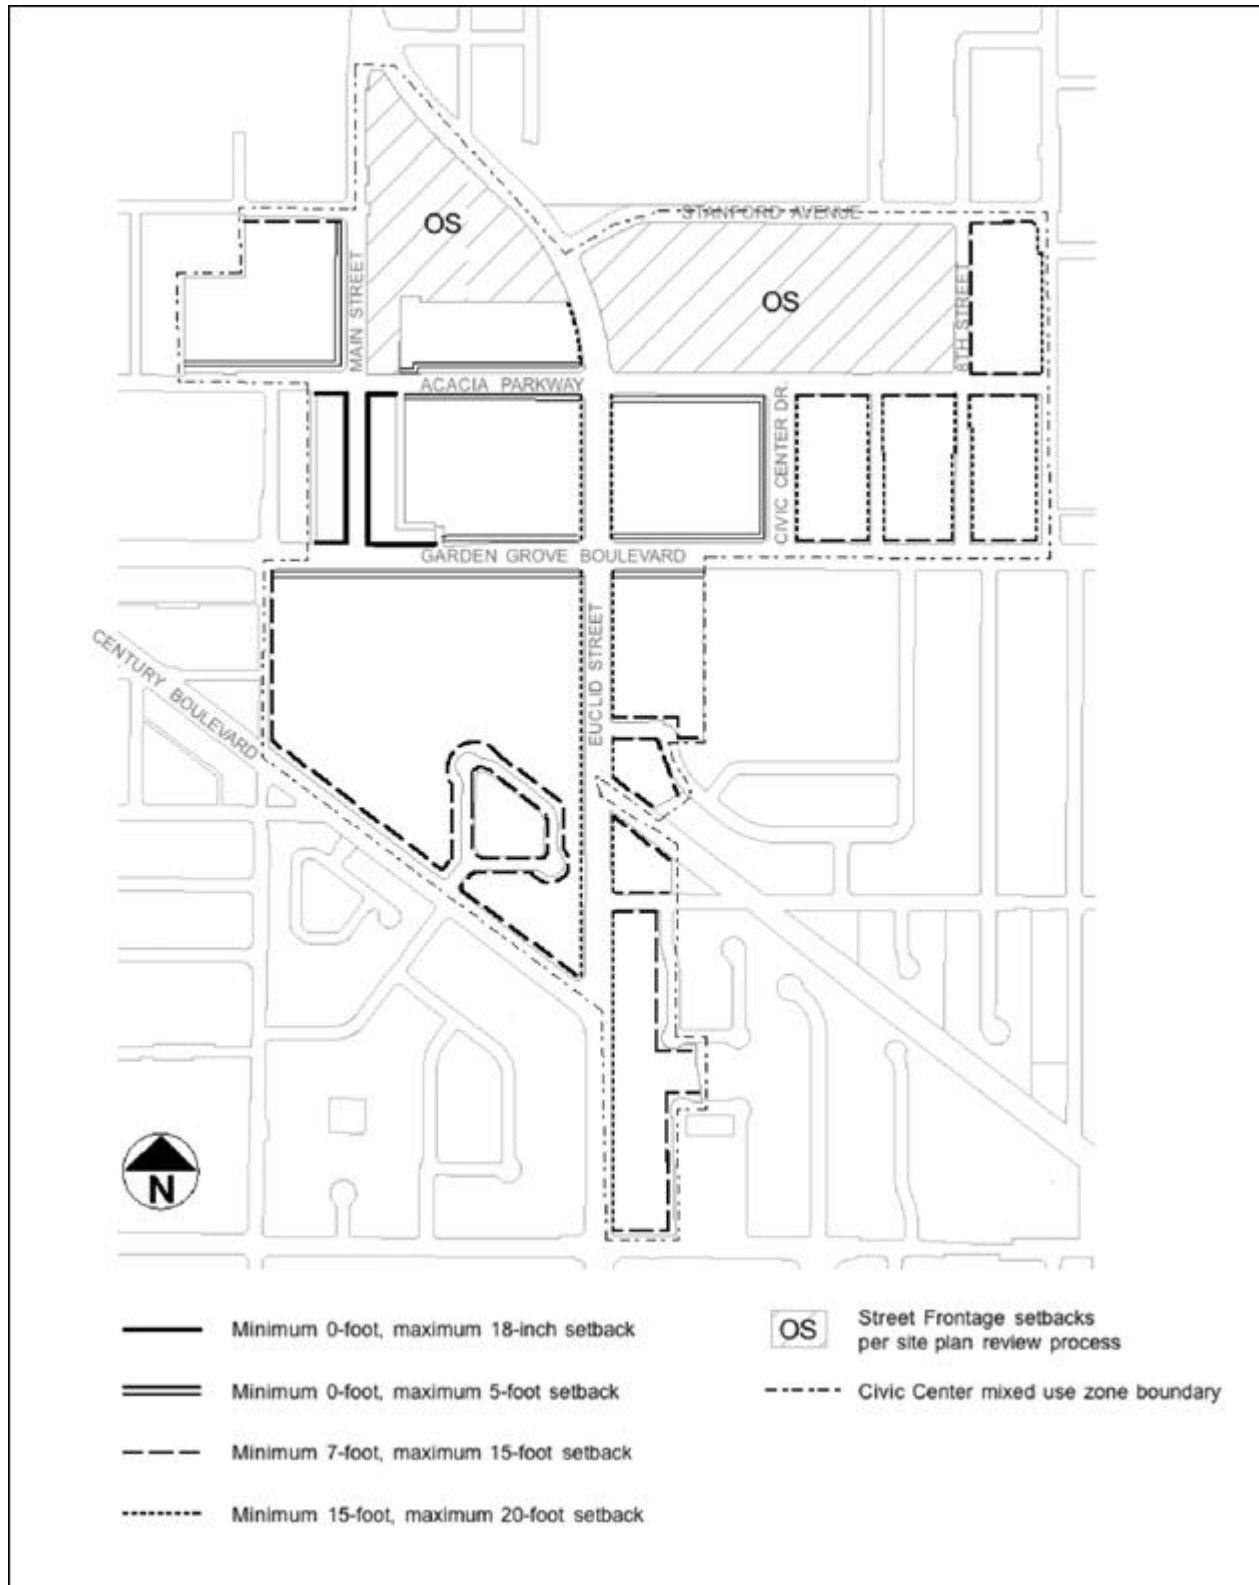 STANFORD AVENUE
OS
MAIN STREET
OS
8TH STREET
ACACIA PARKWAY
CIVIC CENTER DR.
GARDEN GROVE BOULEVARD
EUCLID STREET
CENTURY BOULEVARD
N
Minimum 0-foot, maximum 18-inch setback
Minimum 0-foot, maximum 5-foot setback
Minimum 7-foot, maximum 15-foot setback
Minimum 15-foot, maximum 20-foot setback
OS
Street Frontage setbacks
per site plan review process
Civic Center mixed use zone boundary